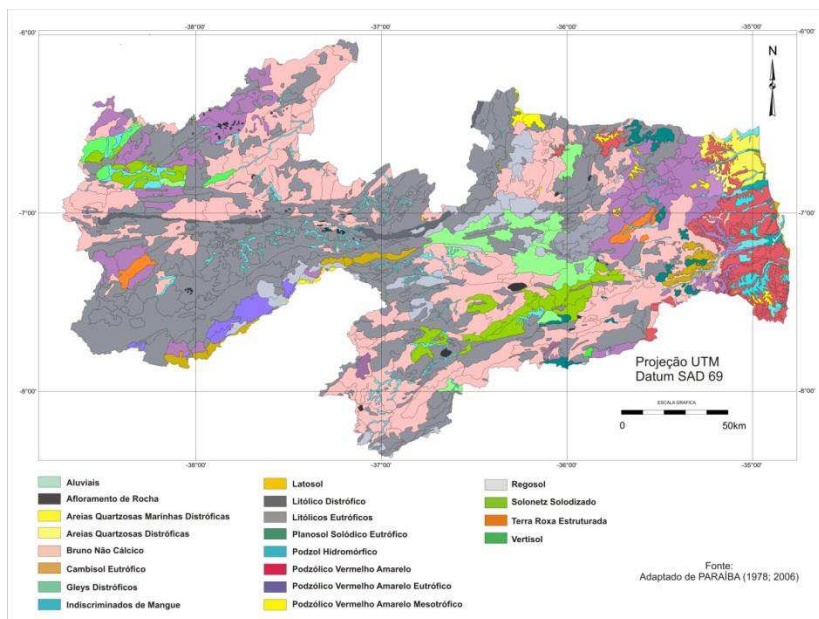 -38°00'
-37°00'
-36°00'
-35°00'
-6°00'
-6°00'
N
-7°00'
-7°00'
Projeção UTM
Datum SAD 69
-8°00'
-8°00'
ESCALA GRAFICA
0 50km
-38°00'
-37°00'
-36°00'
-35°00'
Aluviais
Afloramento de Rocha
Areias Quartzosas Marinhas Distróficas
Areias Quartzosas Distróficas
Bruno Não Cálcico
Cambisol Eutrófico
Gleys Distróficos
Indiscriminados de Mangue
Latosol
Litólico Distrófico
Litólicos Eutróficos
Planosol Solódico Eutrófico
Podzol Hidromórfico
Podzólico Vermelho Amarelo
Podzólico Vermelho Amarelo Eutrófico
Podzólico Vermelho Amarelo Mesotrófico
Regosol
Solonetz Solodizado
Terra Roxa Estruturada
Vertisol
Fonte:
Adaptado de PARAÍBA (1978; 2006)